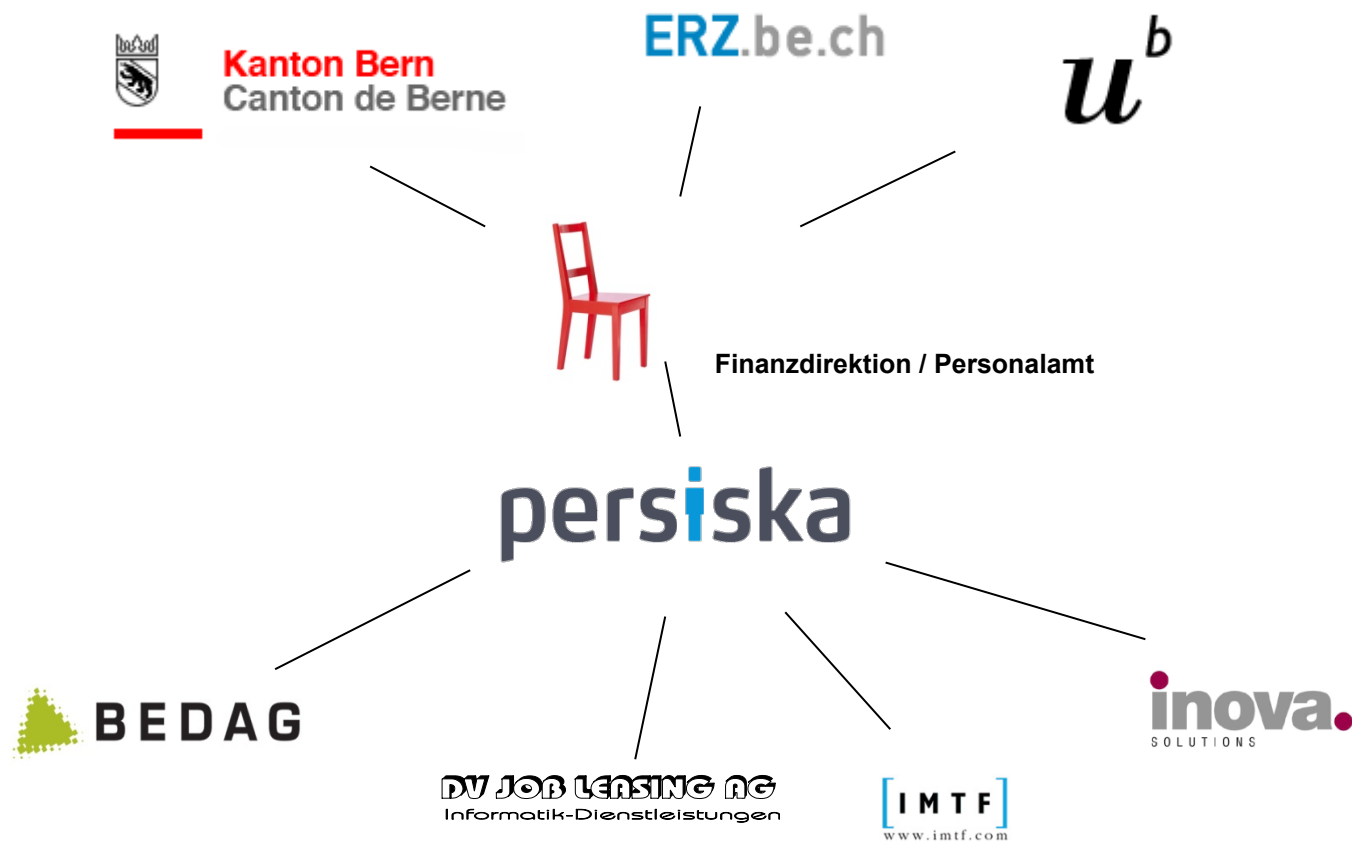 Kanton Bern
Canton de Berne
ERZ.be.ch
u b
Finanzdirektion / Personalamt
persiska
BEDAG
DV JOB LEASING AG
Informatik-Dienstleistungen
[IMTF]
www.imtf.com
inova.
SOLUTIONS